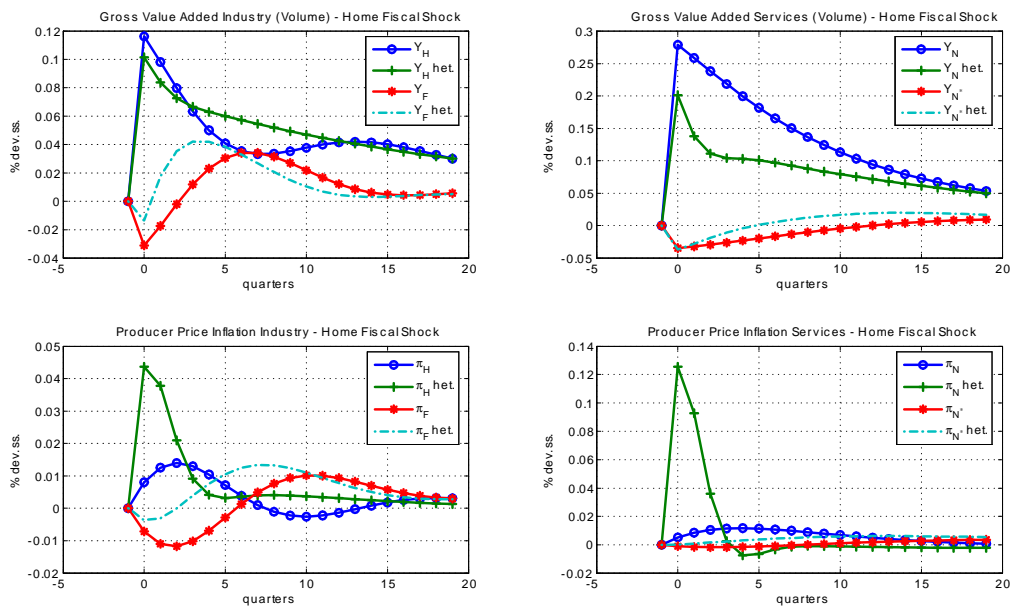 Gross Value Added Industry (Volume) - Home Fiscal Shock
0.12
0.1
0.08
0.06
0.04
0.02
0
-0.02
-0.04
% dev. ss.
-5 0 5 10 15 20
quarters
Y_H
Y_H het.
Y_F
Y_F het.
Gross Value Added Services (Volume) - Home Fiscal Shock
0.3
0.25
0.2
0.15
0.1
0.05
0
-0.05
% dev. ss.
-5 0 5 10 15 20
quarters
Y_N
Y_N het.
Y_N*
Y_N* het.
Producer Price Inflation Industry - Home Fiscal Shock
0.05
0.04
0.03
0.02
0.01
0
-0.01
-0.02
% dev. ss.
-5 0 5 10 15 20
quarters
π_H
π_H het.
π_F
π_F het.
Producer Price Inflation Services - Home Fiscal Shock
0.14
0.12
0.1
0.08
0.06
0.04
0.02
0
-0.02
% dev. ss.
-5 0 5 10 15 20
quarters
π_N
π_N het.
π_N*
π_N* het.